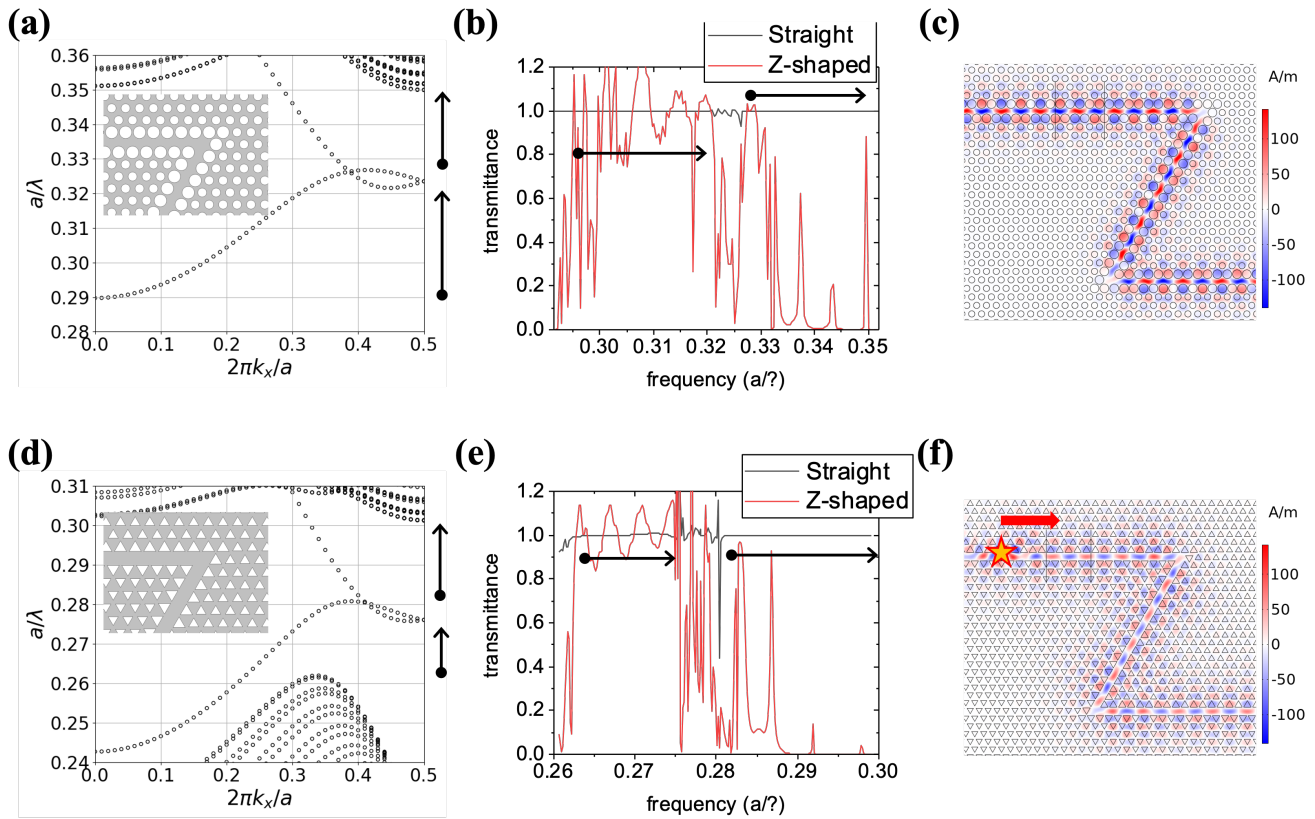 (a)
0.36
0.35
0.34
0.33
0.32
0.31
0.30
0.29
0.28
a/λ
0.0 0.1 0.2 0.3 0.4 0.5
2πkₓ/a
(b)
Straight
Z-shaped
1.2
1.0
0.8
0.6
0.4
0.2
0.0
transmittance
0.30 0.31 0.32 0.33 0.34 0.35
frequency (a/?)
(c)
A/m
100
50
0
-50
-100
(d)
0.31
0.30
0.29
0.28
0.27
0.26
0.25
0.24
a/λ
0.0 0.1 0.2 0.3 0.4 0.5
2πkₓ/a
(e)
Straight
Z-shaped
1.2
1.0
0.8
0.6
0.4
0.2
0.0
transmittance
0.26 0.27 0.28 0.29 0.30
frequency (a/?)
(f)
A/m
100
50
0
-50
-100